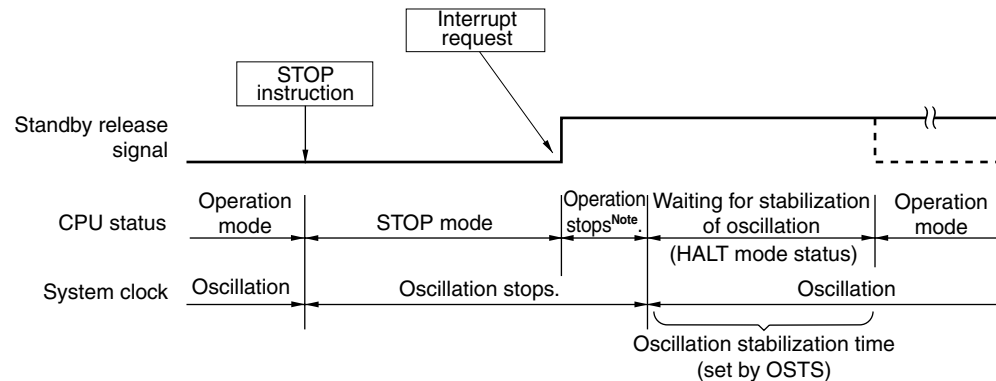 Interrupt
request
STOP
instruction
Standby release
signal
CPU status
Operation
mode
STOP mode
Operation
stopsNote.
Waiting for stabilization
of oscillation
(HALT mode status)
Operation
mode
System clock
Oscillation
Oscillation stops.
Oscillation
Oscillation stabilization time
(set by OSTS)